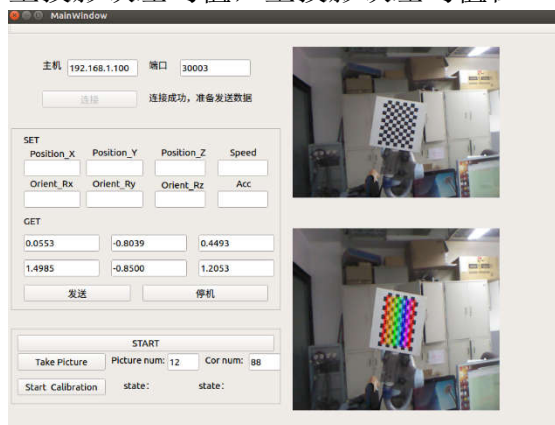 MainWindow
主机 192.168.1.100 端口 30003
连接 连接成功，准备发送数据
SET
Position_X Position_Y Position_Z Speed
Orient_Rx Orient_Ry Orient_Rz Acc
GET
0.0553 -0.8039 0.4493
1.4985 -0.8500 1.2053
发送 停机
START
Take Picture Picture num: 12 Cor num: 88
Start Calibration state: state: